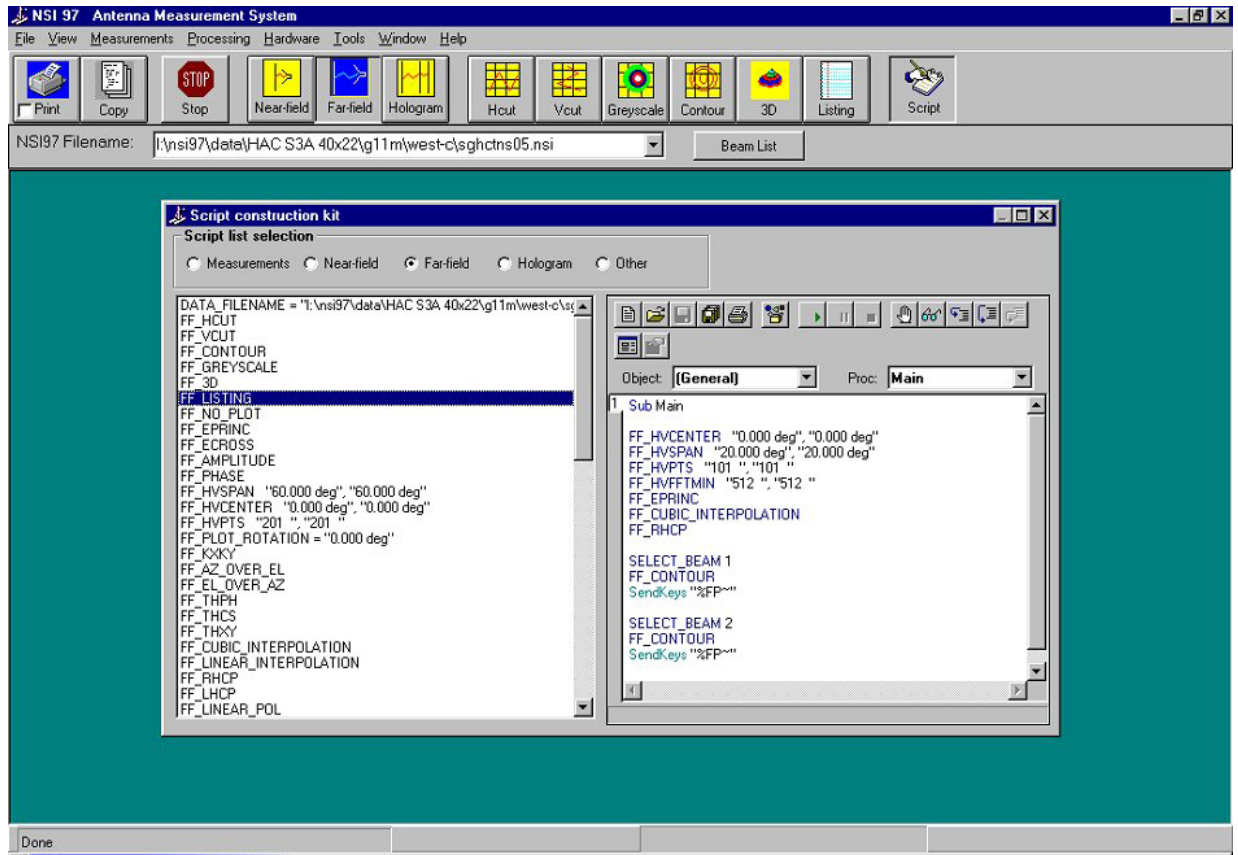 NSI 97 Antenna Measurement System
File View Measurements Processing Hardware Tools Window Help
Print Copy STOP Stop Near-field Far-field Hologram Hcut Vcut Greyscale Contour 3D Listing Script
NSI97 Filename: I:\nsi97\data\HAC S3A 40x22\g11m\west-c\sghctns05.nsi Beam List
Script construction kit
Script list selection
Measurements Near-field Far-field Hologram Other
DATA_FILENAME = "I:\nsi97\data\HAC S3A 40x22\g11m\west-c\sg
FF_HCUT
FF_VCUT
FF_CONTOUR
FF_GREYSCALE
FF_3D
FF_LISTING
FF_NO_PLOT
FF_EPRINC
FF_ECROSS
FF_AMPLITUDE
FF_PHASE
FF_HVSPAN "60.000 deg", "60.000 deg"
FF_HVCENTER "0.000 deg", "0.000 deg"
FF_HVPTS "201 ", "201 "
FF_PLOT_ROTATION = "0.000 deg"
FF_KXKY
FF_AZ_OVER_EL
FF_EL_OVER_AZ
FF_THPH
FF_THCS
FF_THXY
FF_CUBIC_INTERPOLATION
FF_LINEAR_INTERPOLATION
FF_RHCP
FF_LHCP
FF_LINEAR_POL
Object: (General) Proc: Main
1 Sub Main
FF_HVCENTER "0.000 deg", "0.000 deg"
FF_HVSPAN "20.000 deg", "20.000 deg"
FF_HVPTS "101 ", "101 "
FF_HVFFTMIN "512 ", "512 "
FF_EPRINC
FF_CUBIC_INTERPOLATION
FF_RHCP
SELECT_BEAM 1
FF_CONTOUR
SendKeys "%FP~"
SELECT_BEAM 2
FF_CONTOUR
SendKeys "%FP~"
Done